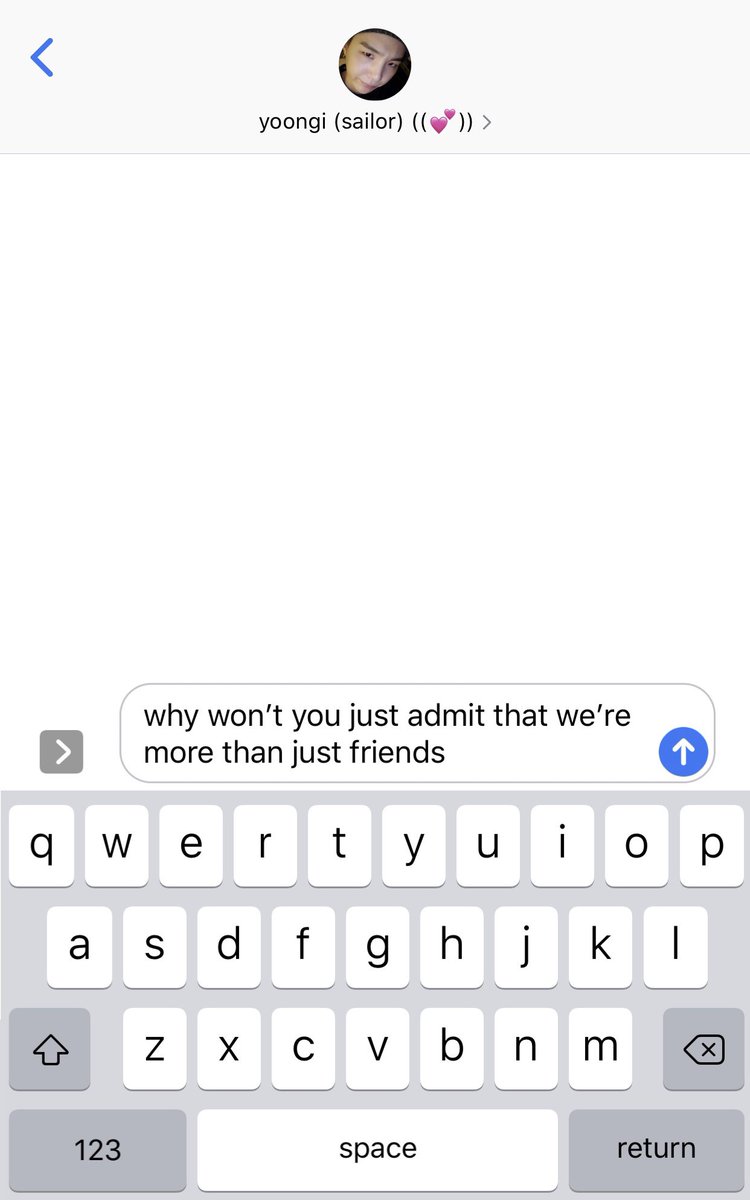 yoongi (sailor) ((💕))
why won’t you just admit that we’re
more than just friends
q w e r t y u i o p
a s d f g h j k l
z x c v b n m
123 space return